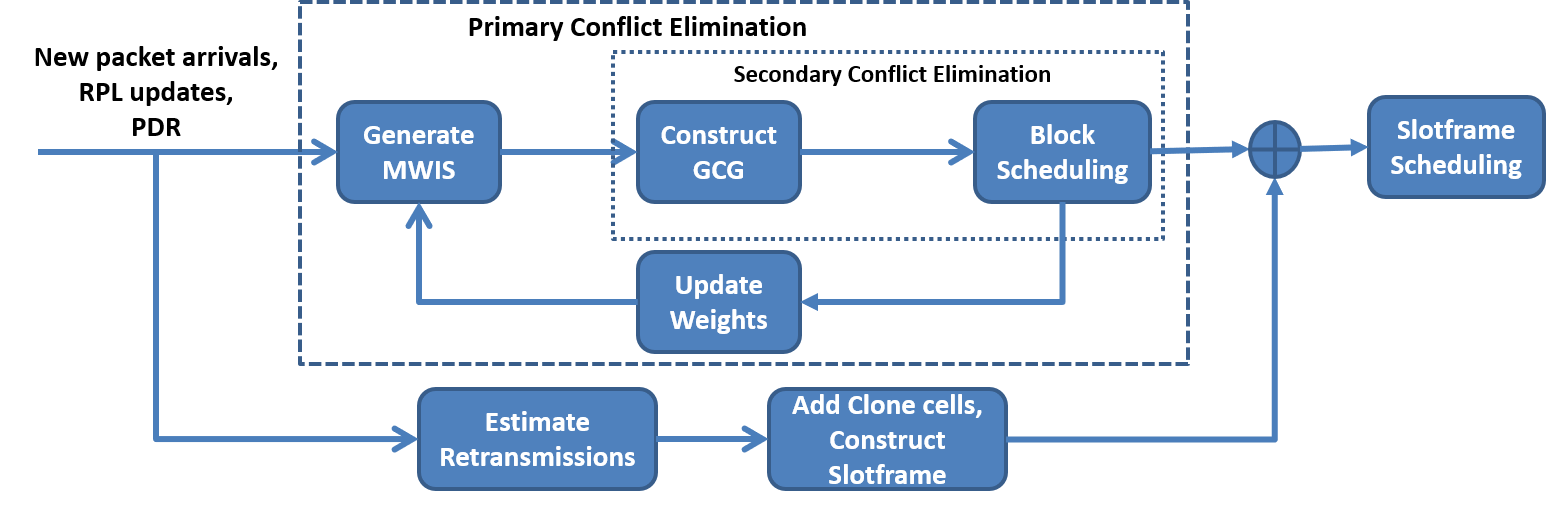 Primary Conflict Elimination
New packet arrivals,
RPL updates,
PDR
Secondary Conflict Elimination
Generate
MWIS
Construct
GCG
Block
Scheduling
Slotframe
Scheduling
Update
Weights
Estimate
Retransmissions
Add Clone cells,
Construct
Slotframe